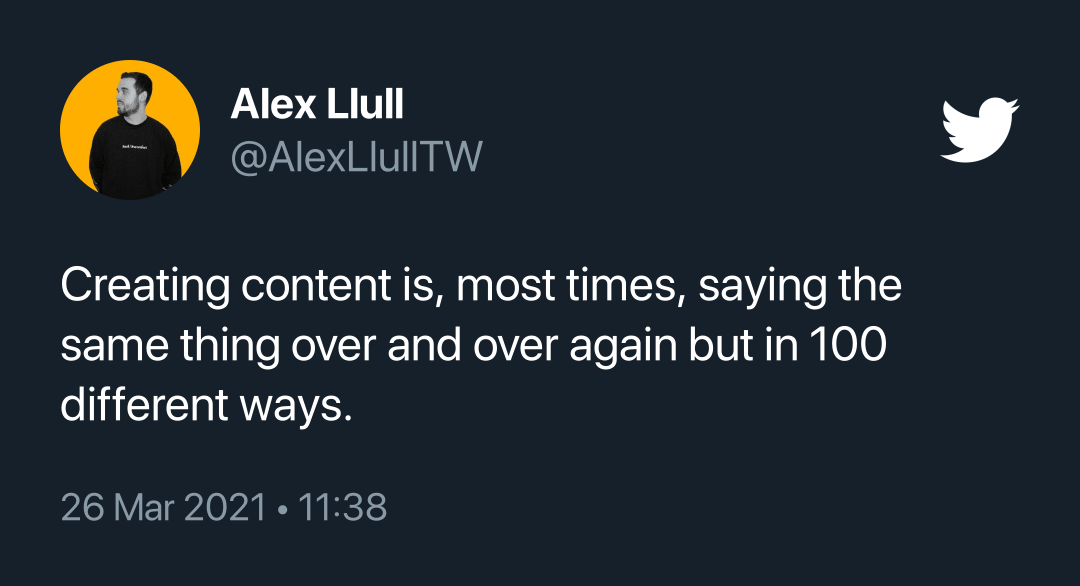 Alex Llull
@AlexLlullTW
Creating content is, most times, saying the
same thing over and over again but in 100
different ways.
26 Mar 2021 • 11:38